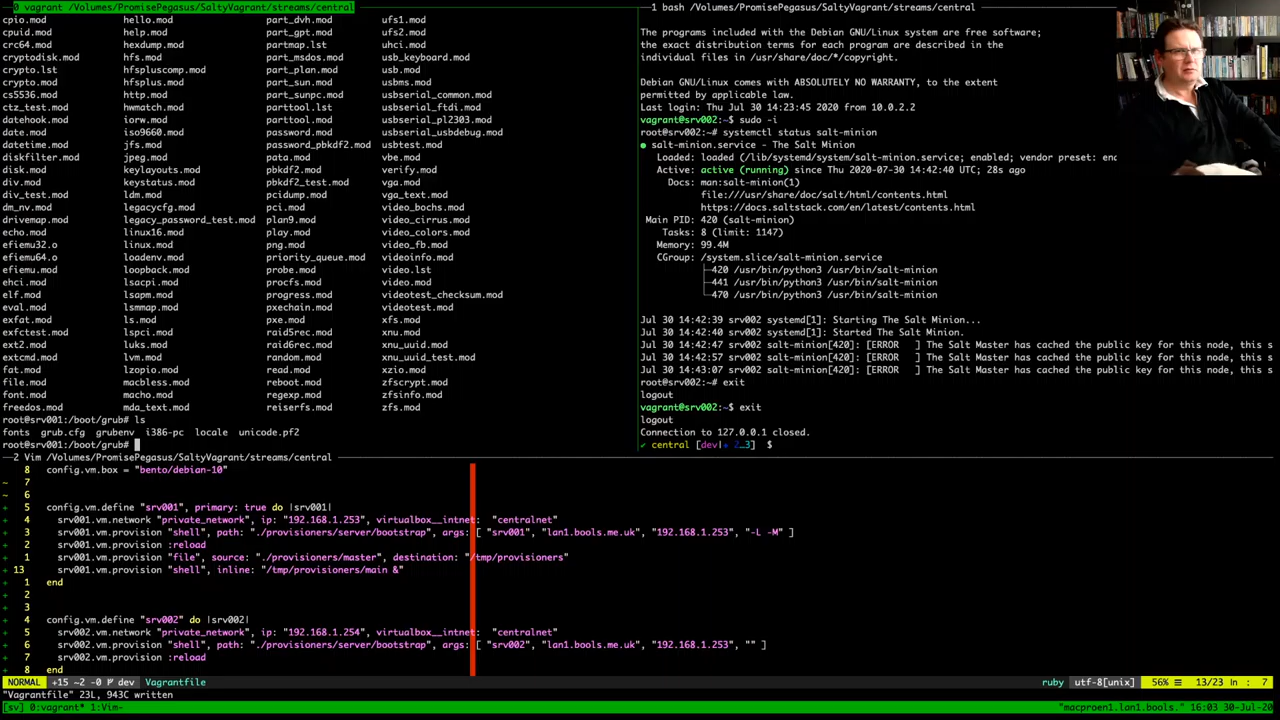 0 vagrant /Volumes/PromisePegasus/SaltyVagrant/streams/central
cpio.mod hello.mod part_dvh.mod ufs1.mod
cpuid.mod help.mod part_gpt.mod ufs2.mod
crc64.mod hexdump.mod partmap.lst uhci.mod
cryptodisk.mod hfs.mod part_msdos.mod usb_keyboard.mod
crypto.lst hfspluscomp.mod part_plan.mod usb.mod
crypto.mod hfsplus.mod part_sun.mod usbms.mod
cs5536.mod http.mod part_sunpc.mod usbserial_common.mod
ctz_test.mod hwmatch.mod parttool.lst usbserial_ftdi.mod
datehook.mod iorw.mod parttool.mod usbserial_pl2303.mod
date.mod iso9660.mod password.mod usbserial_usbdebug.mod
datetime.mod jfs.mod password_pbkdf2.mod usbtest.mod
diskfilter.mod jpeg.mod pata.mod vbe.mod
disk.mod keylayouts.mod pbkdf2.mod verify.mod
div.mod keystatus.mod pbkdf2_test.mod vga.mod
div_test.mod ldm.mod pcidump.mod vga_text.mod
dm_nv.mod legacycfg.mod pci.mod video_bochs.mod
drivemap.mod legacy_password_test.mod plan9.mod video_cirrus.mod
echo.mod linux16.mod play.mod video_colors.mod
efiemu32.o linux.mod png.mod video_fb.mod
efiemu64.o loadenv.mod priority_queue.mod videoinfo.mod
efiemu.mod loopback.mod probe.mod video.lst
ehci.mod lsacpi.mod procfs.mod video.mod
elf.mod lsapm.mod progress.mod videotest_checksum.mod
eval.mod lsmmap.mod pxechain.mod videotest.mod
exfat.mod ls.mod pxe.mod xfs.mod
exfctest.mod lspci.mod raid5rec.mod xnu.mod
ext2.mod luks.mod raid6rec.mod xnu_uuid.mod
extcmd.mod lvm.mod random.mod xnu_uuid_test.mod
fat.mod lzopio.mod read.mod xzio.mod
file.mod macbless.mod reboot.mod zfscrypt.mod
font.mod macho.mod regexp.mod zfsinfo.mod
freedos.mod mda_text.mod reiserfs.mod zfs.mod
root@srv001:/boot/grub# ls
fonts grub.cfg grubenv i386-pc locale unicode.pf2
root@srv001:/boot/grub#
1 bash /Volumes/PromisePegasus/SaltyVagrant/streams/central
The programs included with the Debian GNU/Linux system are free software;
the exact distribution terms for each program are described in the
individual files in /usr/share/doc/*/copyright.
Debian GNU/Linux comes with ABSOLUTELY NO WARRANTY, to the extent
permitted by applicable law.
Last login: Thu Jul 30 14:23:45 2020 from 10.0.2.2
vagrant@srv002:~$ sudo -i
root@srv002:~# systemctl status salt-minion
● salt-minion.service - The Salt Minion
Loaded: loaded (/lib/systemd/system/salt-minion.service; enabled; vendor preset: ena
Active: active (running) since Thu 2020-07-30 14:42:40 UTC; 28s ago
Docs: man:salt-minion(1)
file:///usr/share/doc/salt/html/contents.html
https://docs.saltstack.com/en/latest/contents.html
Main PID: 420 (salt-minion)
Tasks: 8 (limit: 1147)
Memory: 99.4M
CGroup: /system.slice/salt-minion.service
├─420 /usr/bin/python3 /usr/bin/salt-minion
├─441 /usr/bin/python3 /usr/bin/salt-minion
└─470 /usr/bin/python3 /usr/bin/salt-minion
Jul 30 14:42:39 srv002 systemd[1]: Starting The Salt Minion...
Jul 30 14:42:40 srv002 systemd[1]: Started The Salt Minion.
Jul 30 14:42:47 srv002 salt-minion[420]: [ERROR ] The Salt Master has cached the public key for this node, this s
Jul 30 14:42:57 srv002 salt-minion[420]: [ERROR ] The Salt Master has cached the public key for this node, this s
Jul 30 14:43:07 srv002 salt-minion[420]: [ERROR ] The Salt Master has cached the public key for this node, this s
root@srv002:~# exit
logout
vagrant@srv002:~$ exit
logout
Connection to 127.0.0.1 closed.
✔ central [dev|+ 2…3] $
2 Vim /Volumes/PromisePegasus/SaltyVagrant/streams/central
8 config.vm.box = "bento/debian-10"
~ 7
~ 6
+ 5 config.vm.define "srv001", primary: true do |srv001|
+ 4 srv001.vm.network "private_network", ip: "192.168.1.253", virtualbox__intnet: "centralnet"
+ 3 srv001.vm.provision "shell", path: "./provisioners/server/bootstrap", args: [ "srv001", "lan1.bools.me.uk", "192.168.1.253", "-L -M" ]
+ 2 srv001.vm.provision :reload
+ 1 srv001.vm.provision "file", source: "./provisioners/master", destination: "/tmp/provisioners"
+ 13 srv001.vm.provision "shell", inline: "/tmp/provisioners/main &"
+ 1 end
+ 2
+ 3
+ 4 config.vm.define "srv002" do |srv002|
+ 5 srv002.vm.network "private_network", ip: "192.168.1.254", virtualbox__intnet: "centralnet"
+ 6 srv002.vm.provision "shell", path: "./provisioners/server/bootstrap", args: [ "srv002", "lan1.bools.me.uk", "192.168.1.253", "" ]
+ 7 srv002.vm.provision :reload
+ 8 end
NORMAL +15 ~2 -0 dev Vagrantfile ruby utf-8[unix] 56% ≡ 13/23 ln : 7
"Vagrantfile" 23L, 943C written
[sv] 0:vagrant* 1:Vim- "macproen1.lan1.bools." 16:03 30-Jul-20